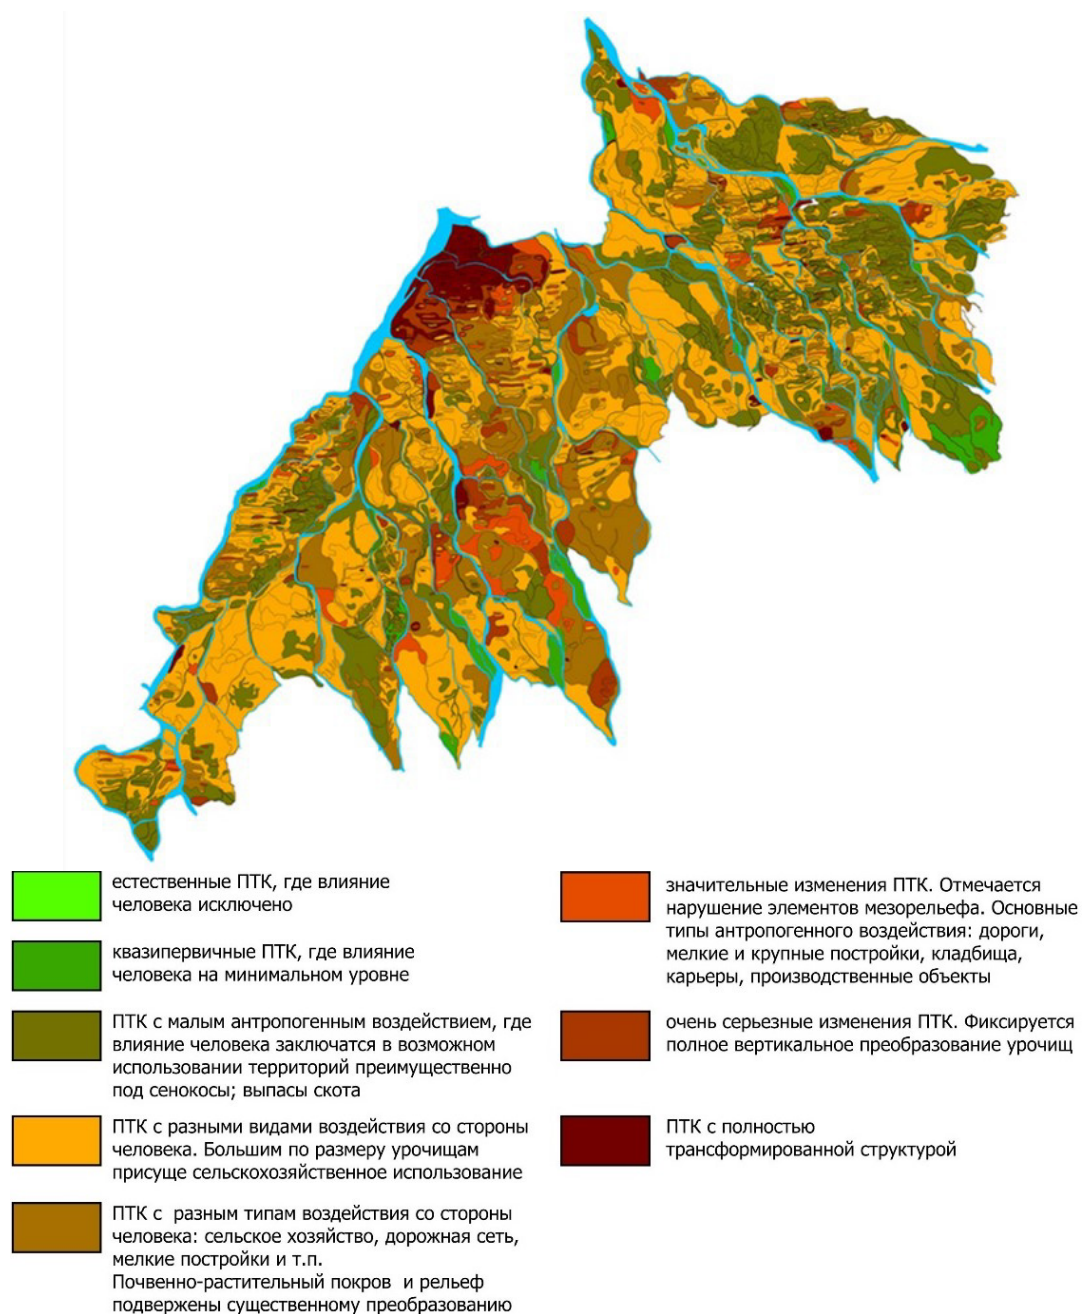 естественные ПТК, где влияние
человека исключено
квазипервичные ПТК, где влияние
человека на минимальном уровне
ПТК с малым антропогенным воздействием, где
влияние человека заключатся в возможном
использовании территорий преимущественно
под сенокосы; выпасы скота
ПТК с разными видами воздействия со стороны
человека. Большим по размеру урочищам
присуще сельскохозяйственное использование
ПТК с разным типам воздействия со стороны
человека: сельское хозяйство, дорожная сеть,
мелкие постройки и т.п.
Почвенно-растительный покров и рельеф
подвержены существенному преобразованию
значительные изменения ПТК. Отмечается
нарушение элементов мезорельефа. Основные
типы антропогенного воздействия: дороги,
мелкие и крупные постройки, кладбища,
карьеры, производственные объекты
очень серьезные изменения ПТК. Фиксируется
полное вертикальное преобразование урочищ
ПТК с полностью
трансформированной структурой